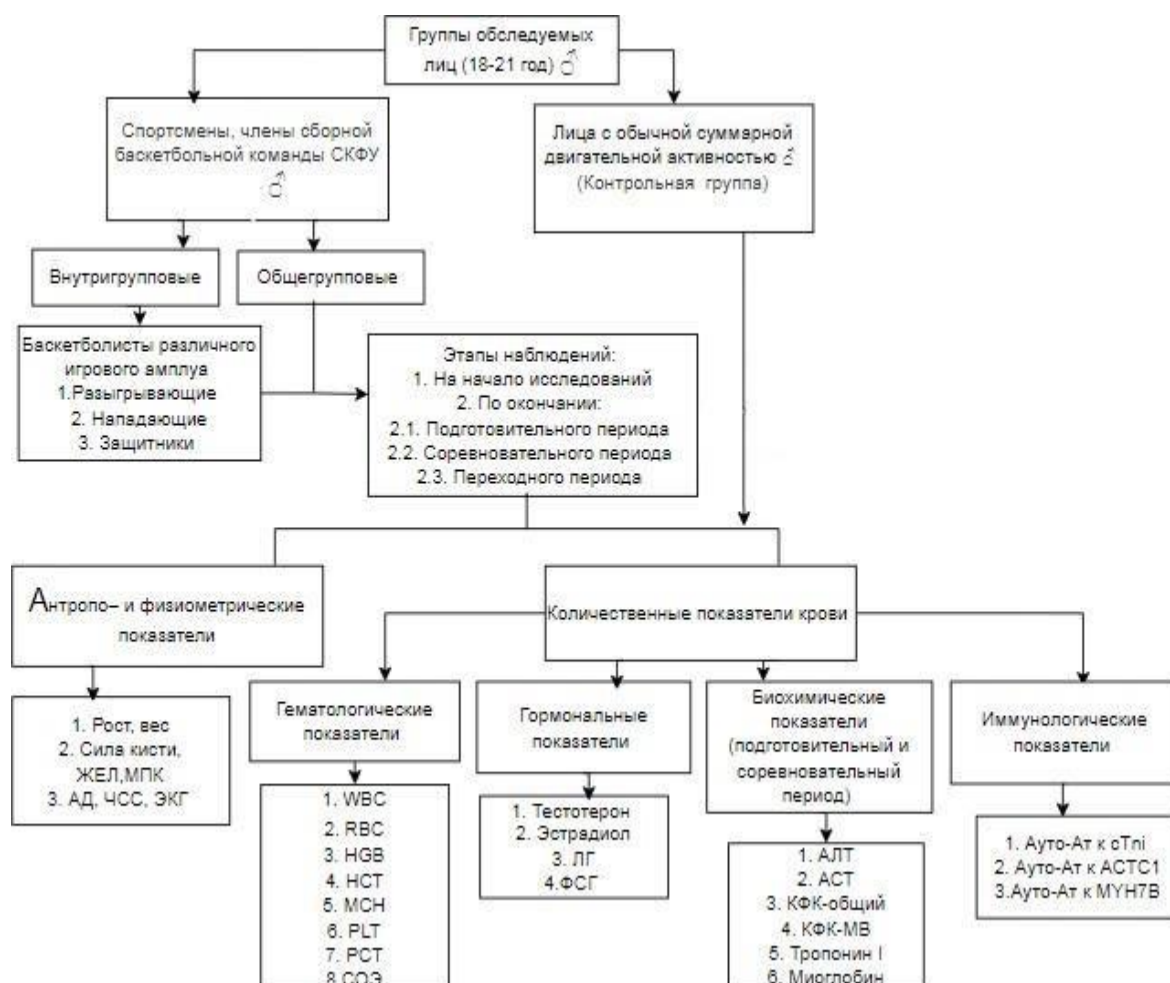 Группы обследуемых
лиц (18-21 год) ♂
Спортсмены, члены сборной
баскетбольной команды СКФУ
♂
Лица с обычной суммарной
двигательной активностью ♂
(Контрольная группа)
Внутригрупповые
Общегрупповые
Баскетболисты различного
игрового амплуа
1.Разыгрывающие
2. Нападающие
3. Защитники
Этапы наблюдений:
1. На начало исследований
2. По окончании:
2.1. Подготовительного периода
2.2. Соревновательного периода
2.3. Переходного периода
Антропо– и физиометрические
показатели
Количественные показатели крови
1. Рост, вес
2. Сила кисти,
ЖЕЛ,МПК
3. АД, ЧСС, ЭКГ
Гематологические
показатели
1. WBC
2. RBC
3. HGB
4. HCT
5. MCH
6. PLT
7. PCT
8.СОЭ
Гормональные
показатели
1. Тестотерон
2. Эстрадиол
3. ЛГ
4.ФСГ
Биохимические
показатели
(подготовительный и
соревновательный
период)
1. АЛТ
2. АСТ
3. КФК-общий
4. КФК-МВ
5. Тропонин I
6. Миоглобин
Иммунологические
показатели
1. Ауто-Ат к cTni
2. Ауто-Ат к ACTC1
3.Ауто-Ат к MYH7B